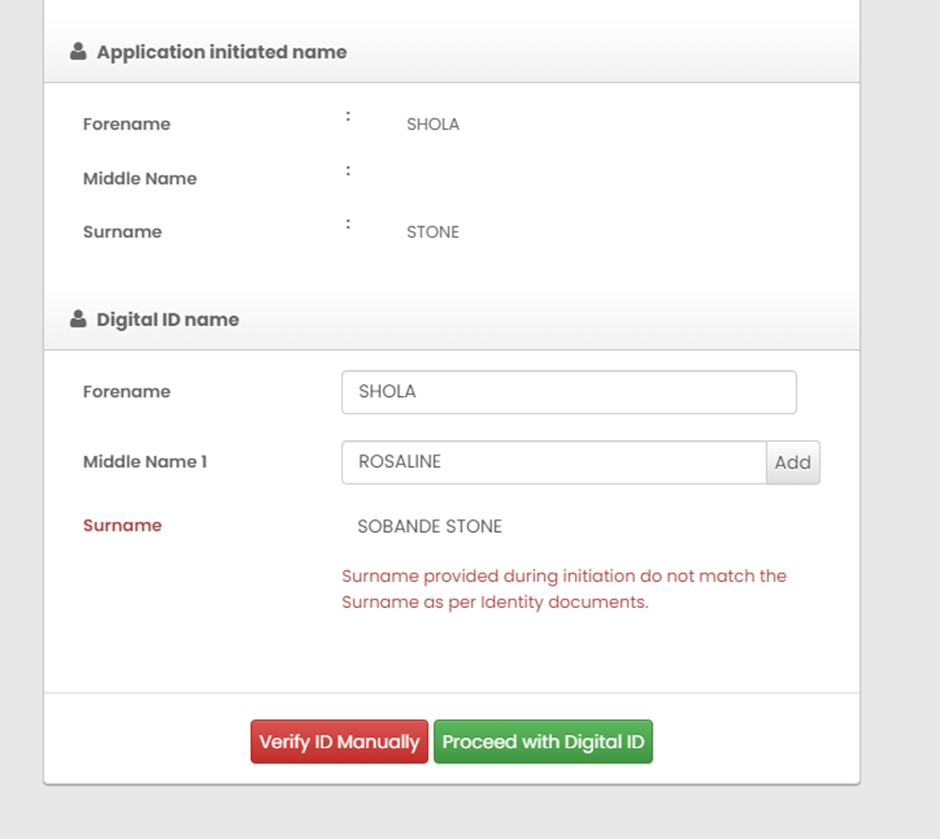 Application initiated name
Forename : SHOLA
Middle Name :
Surname : STONE
Digital ID name
Forename SHOLA
Middle Name 1 ROSALINE Add
Surname SOBANDE STONE
Surname provided during initiation do not match the
Surname as per Identity documents.
Verify ID Manually Proceed with Digital ID